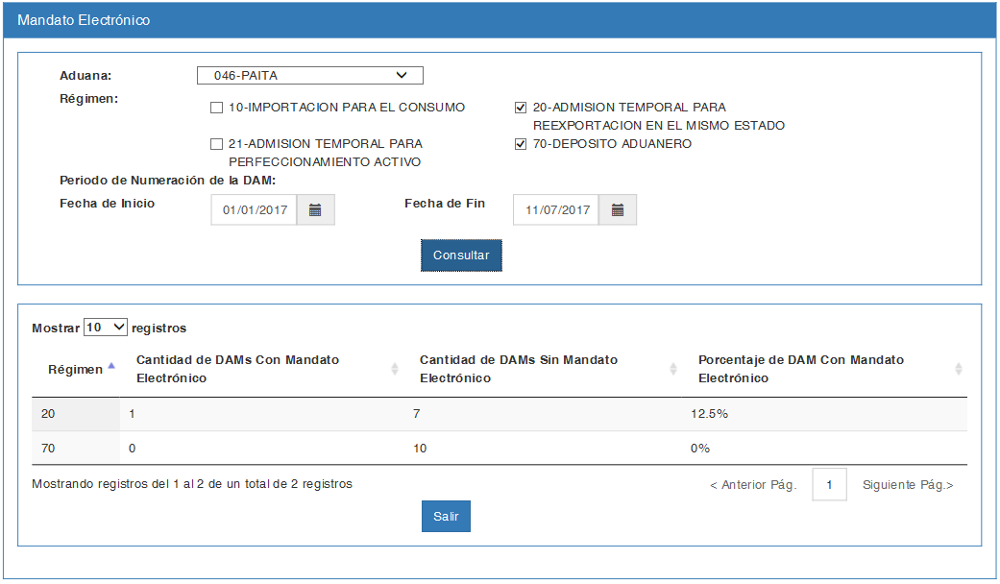 Mandato Electrónico
Aduana: 046-PAITA
Régimen:
10-IMPORTACION PARA EL CONSUMO
20-ADMISION TEMPORAL PARA
REEXPORTACION EN EL MISMO ESTADO
21-ADMISION TEMPORAL PARA
PERFECCIONAMIENTO ACTIVO
70-DEPOSITO ADUANERO
Periodo de Numeración de la DAM:
Fecha de Inicio 01/01/2017 Fecha de Fin 11/07/2017
Consultar
Mostrar 10 registros
Régimen
Cantidad de DAMs Con Mandato
Electrónico
Cantidad de DAMs Sin Mandato
Electrónico
Porcentaje de DAM Con Mandato
Electrónico
20 1 7 12.5%
70 0 10 0%
Mostrando registros del 1 al 2 de un total de 2 registros
< Anterior Pág. 1 Siguiente Pág.>
Salir